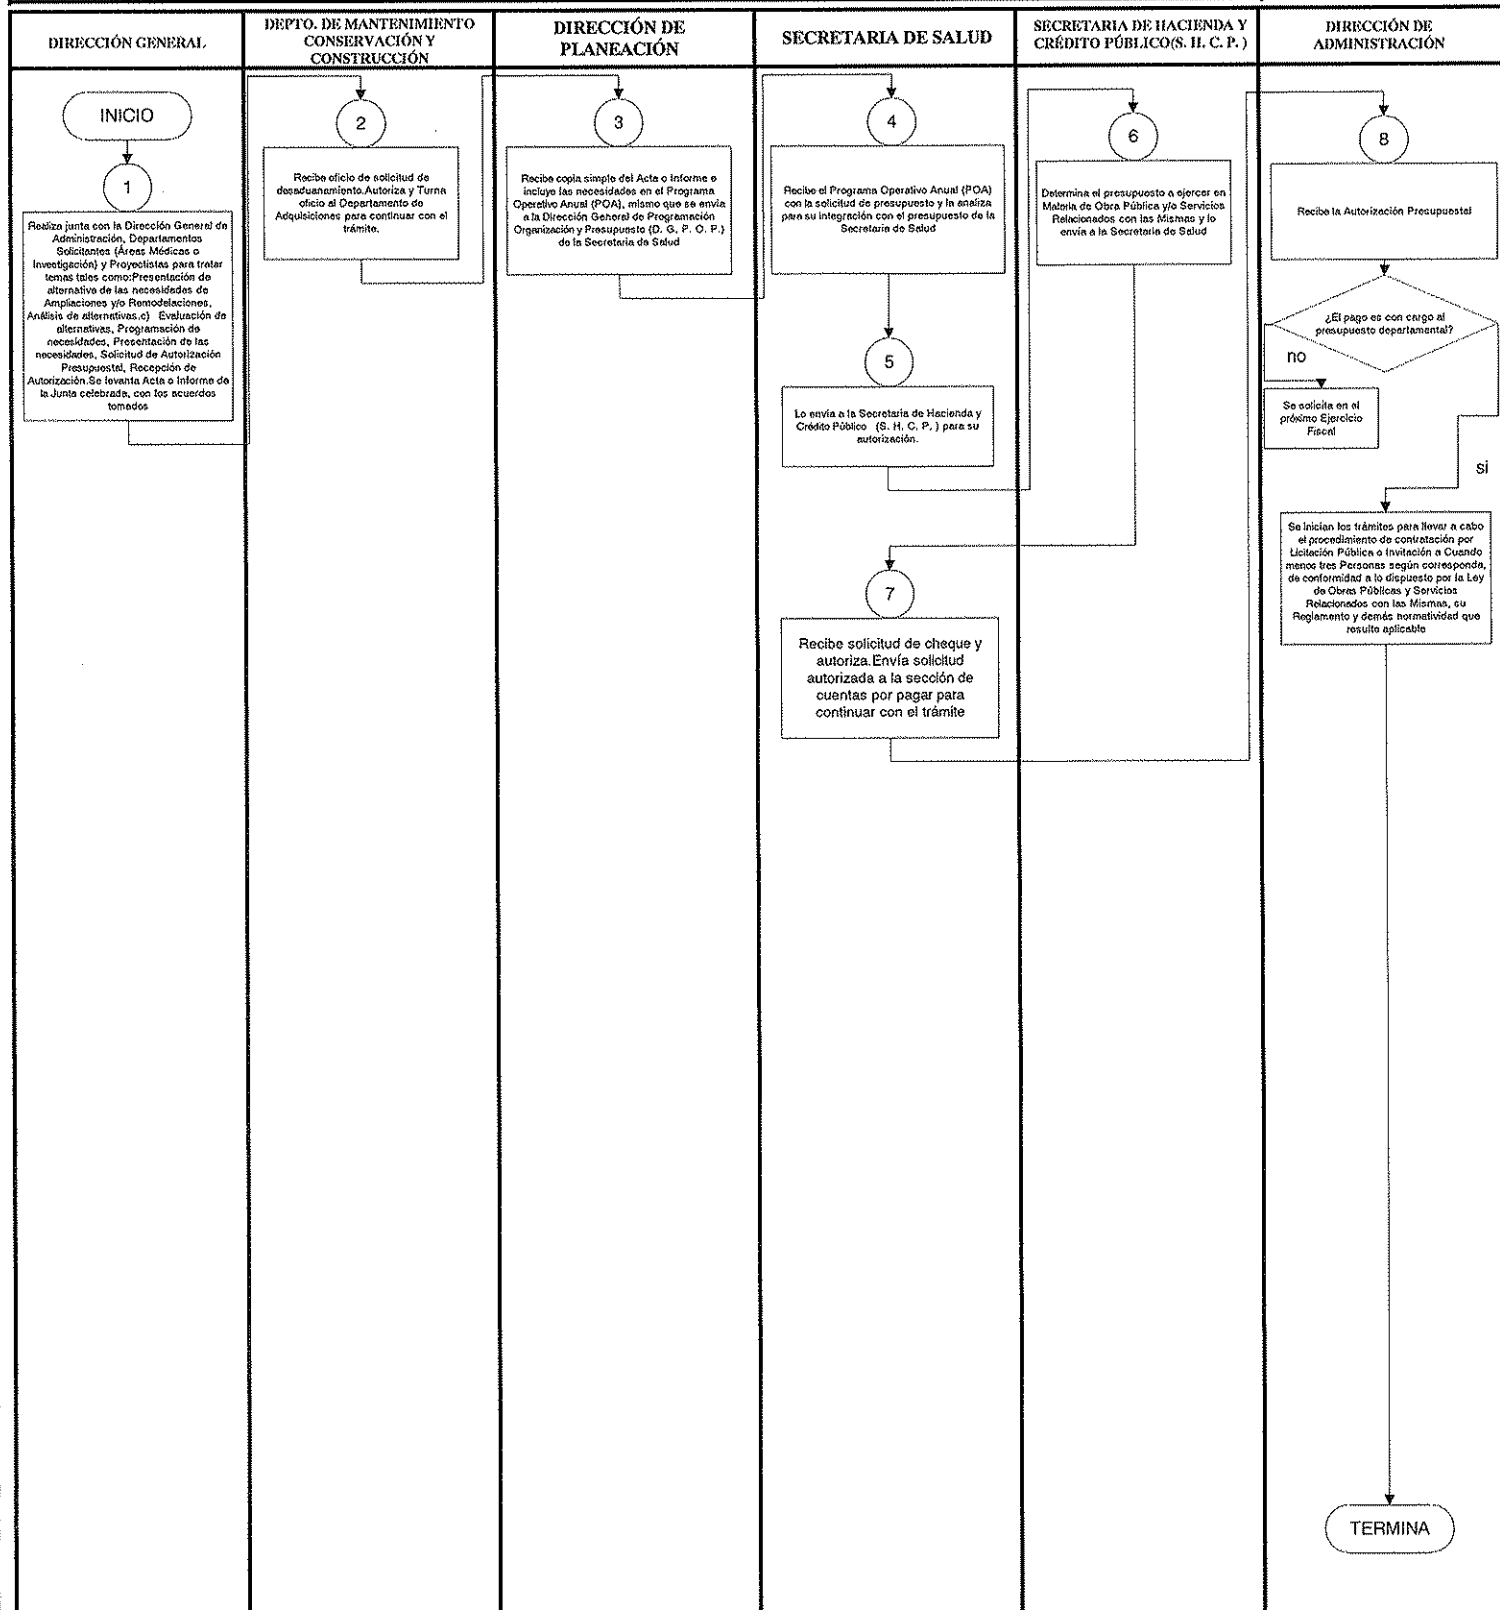 DIRECCIÓN GENERAL
DEPTO. DE MANTENIMIENTO
CONSERVACIÓN Y
CONSTRUCCIÓN
DIRECCIÓN DE
PLANEACIÓN
SECRETARIA DE SALUD
SECRETARIA DE HACIENDA Y
CRÉDITO PÚBLICO(S. H. C. P. )
DIRECCIÓN DE
ADMINISTRACIÓN
INICIO
1
Realiza junta con la Dirección General de
Administración, Departamentos
Solicitantes (Áreas Médicas o
Investigación) y Proyectistas para tratar
temas tales como:Presentación de
alternativa de las necesidades de
Ampliaciones y/o Remodelaciones,
Análisis de alternativas.c) Evaluación de
alternativas, Programación de
necesidades, Presentación de las
necesidades, Solicitud de Autorización
Presupuestal, Recepción de
Autorización.Se levanta Acta o Informe de
la Junta celebrada, con los acuerdos
tomados
2
Recibe oficio de solicitud de
desaduanamiento.Autoriza y Turna
oficio al Departamento de
Adquisiciones para continuar con el
trámite.
3
Recibe copia simple del Acta o Informe e
incluye las necesidades en el Programa
Operativo Anual (POA), mismo que se envía
a la Dirección General de Programación
Organización y Presupuesto (D. G. P. O. P.)
de la Secretaria de Salud
4
Recibe el Programa Operativo Anual (POA)
con la solicitud de presupuesto y la analiza
para su integración con el presupuesto de la
Secretaria de Salud
5
Lo envía a la Secretaria de Hacienda y
Crédito Público (S. H. C. P. ) para su
autorización.
6
Determina el presupuesto a ejercer en
Materia de Obra Pública y/o Servicios
Relacionados con las Mismas y lo
envía a la Secretaria de Salud
7
Recibe solicitud de cheque y
autoriza.Envía solicitud
autorizada a la sección de
cuentas por pagar para
continuar con el trámite
8
Recibe la Autorización Presupuestal
¿El pago es con cargo al
presupuesto departamental?
no
Se solicita en el
próximo Ejercicio
Fiscal
si
Se inician los trámites para llevar a cabo
el procedimiento de contratación por
Licitación Pública o Invitación a Cuando
menos tres Personas según corresponda,
de conformidad a lo dispuesto por la Ley
de Obras Públicas y Servicios
Relacionados con las Mismas, su
Reglamento y demás normatividad que
resulte aplicable
TERMINA